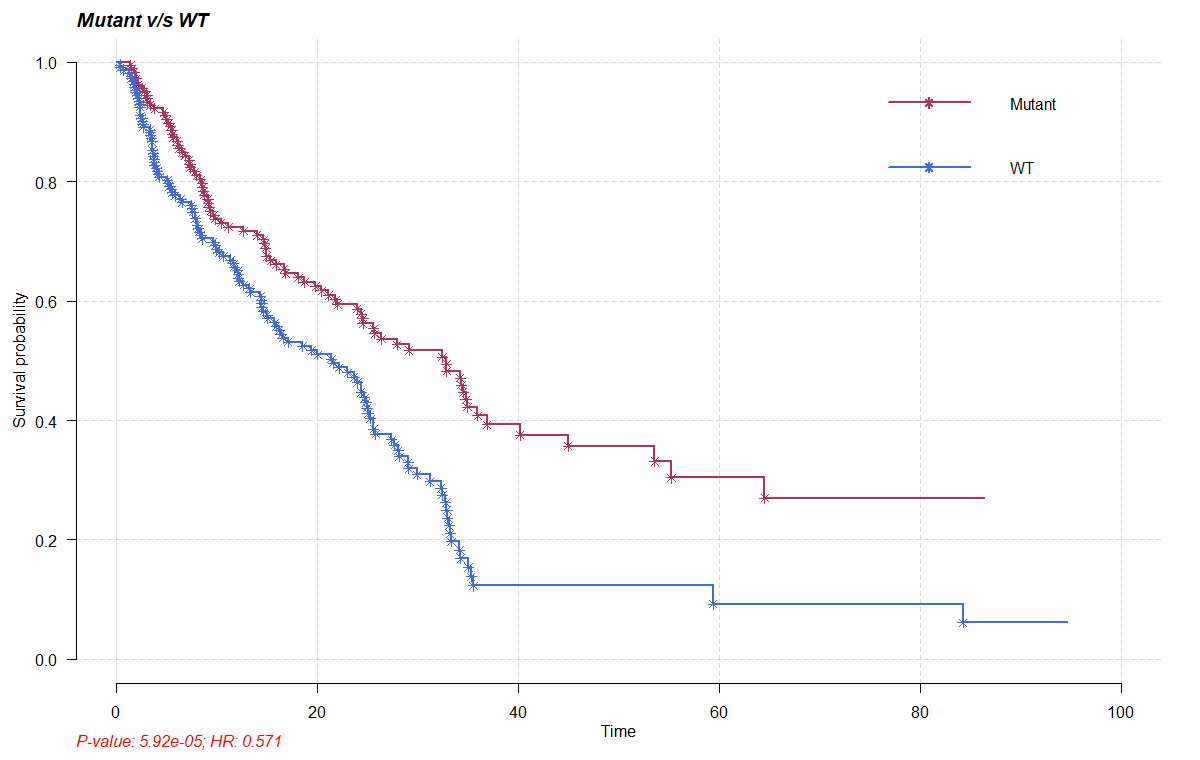 Mutant v/s WT
1.0
Mutant
WT
0.8
0.6
Survival probability
0.4
0.2
0.0
0 20 40 60 80 100
Time
P-value: 5.92e-05; HR: 0.571